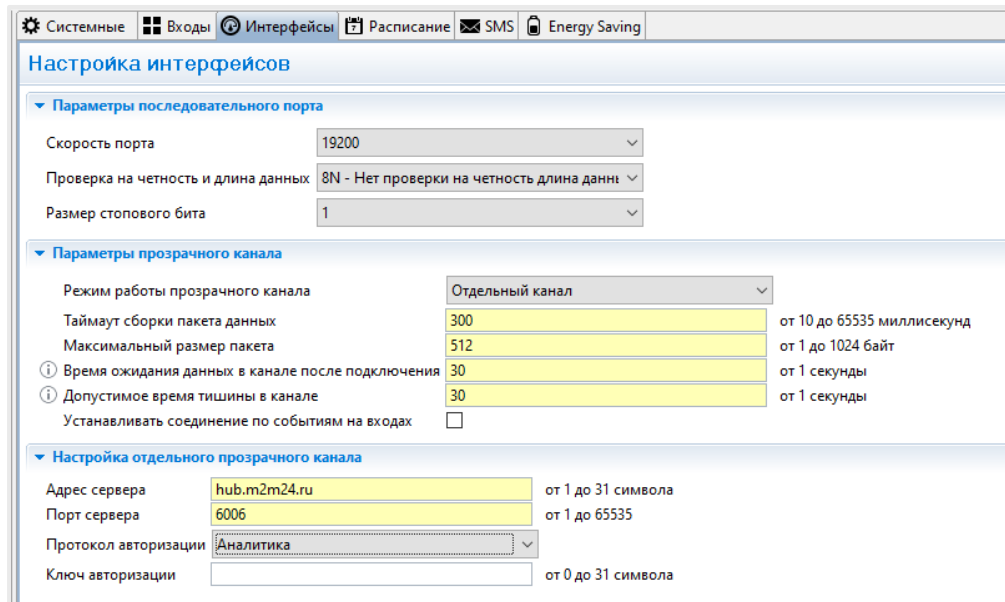 Системные Входы Интерфейсы Расписание SMS Energy Saving
Настройка интерфейсов
Параметры последовательного порта
Скорость порта 19200
Проверка на четность и длина данных 8N - Нет проверки на четность длина данны
Размер стопового бита 1
Параметры прозрачного канала
Режим работы прозрачного канала Отдельный канал
Таймаут сборки пакета данных 300 от 10 до 65535 миллисекунд
Максимальный размер пакета 512 от 1 до 1024 байт
Время ожидания данных в канале после подключения 30 от 1 секунды
Допустимое время тишины в канале 30 от 1 секунды
Устанавливать соединение по событиям на входах
Настройка отдельного прозрачного канала
Адрес сервера hub.m2m24.ru от 1 до 31 символа
Порт сервера 6006 от 1 до 65535
Протокол авторизации Аналитика
Ключ авторизации от 0 до 31 символа